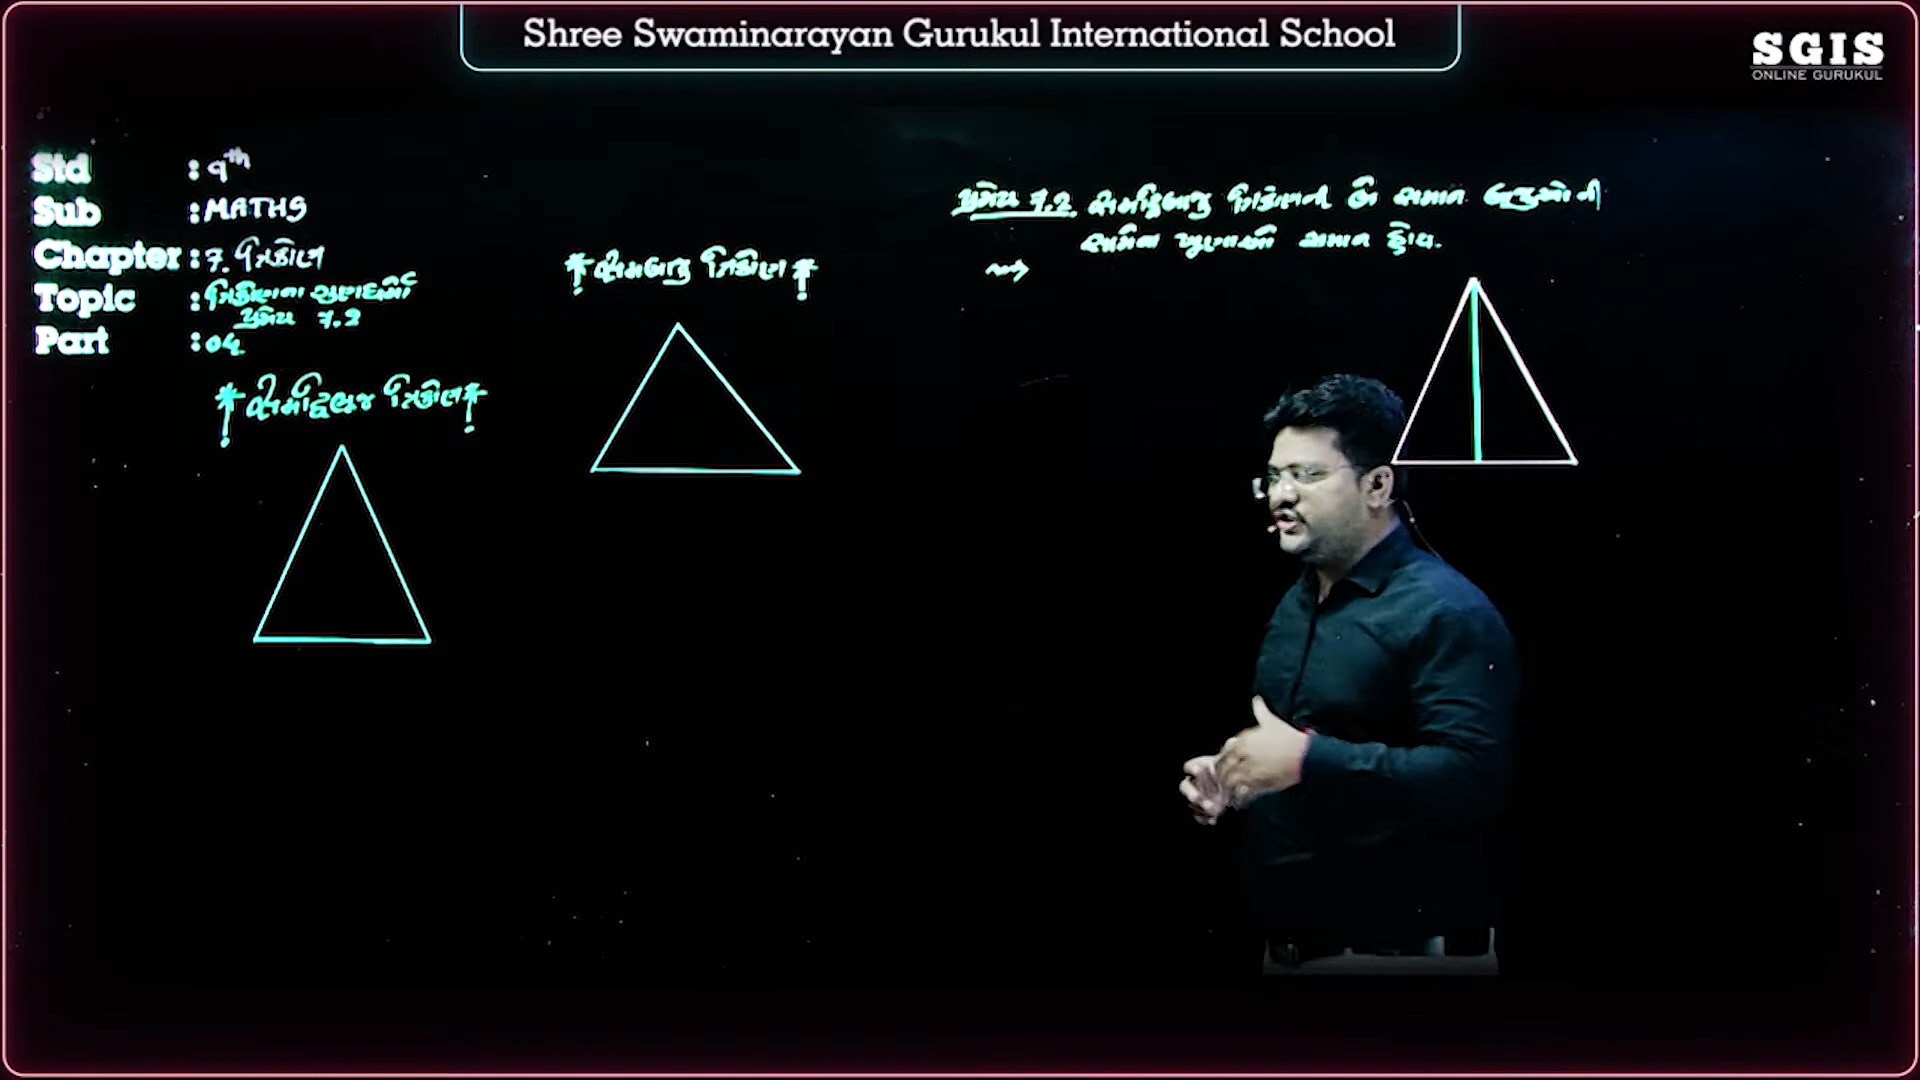 Shree Swaminarayan Gurukul International School
SGIS
ONLINE GURUKUL
Std : 9th
Sub : MATHS
Chapter : 7. ત્રિકોણ
Topic : ત્રિકોણના ગુણધર્મો
પ્રમેય 7.2
Part : 04
*સમદ્વિભુજ ત્રિકોણ*
*સમબાજુ ત્રિકોણ*
પ્રમેય 7.2 સમદ્વિબાજુ ત્રિકોણની સમાન બાજુઓની
સામેના ખૂણાઓ સમાન હોય.